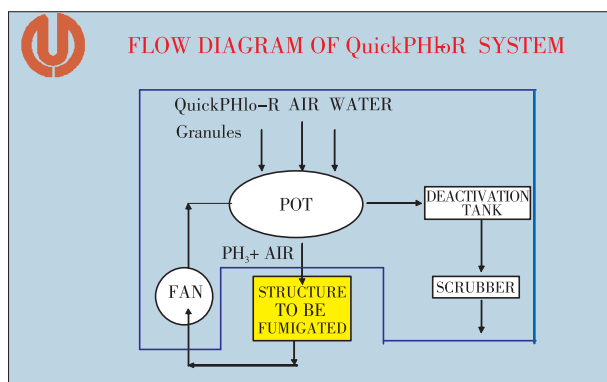 FLOW DIAGRAM OF QuickPHloR SYSTEM
QuickPHlo-R AIR WATER
Granules
POT
DEACTIVATION
TANK
PH₃+ AIR
FAN
STRUCTURE
TO BE
FUMIGATED
SCRUBBER